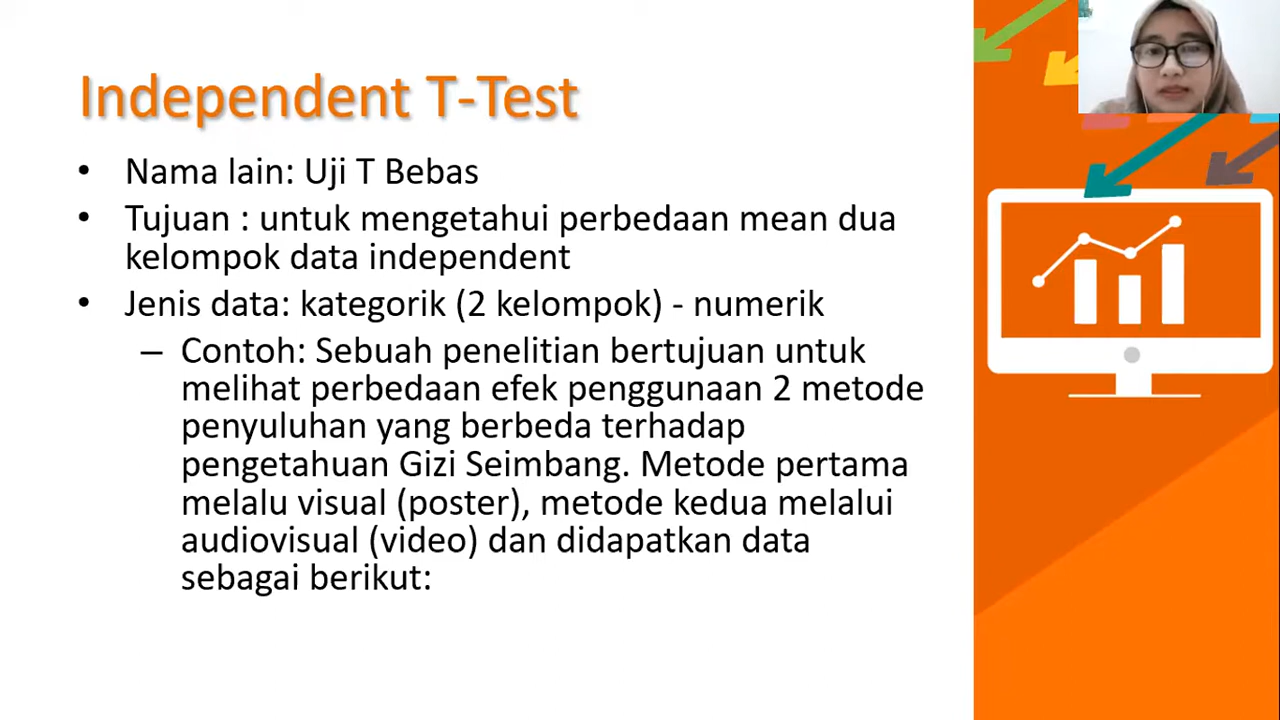 Independent T-Test
• Nama lain: Uji T Bebas
• Tujuan : untuk mengetahui perbedaan mean dua
kelompok data independent
• Jenis data: kategorik (2 kelompok) - numerik
– Contoh: Sebuah penelitian bertujuan untuk
melihat perbedaan efek penggunaan 2 metode
penyuluhan yang berbeda terhadap
pengetahuan Gizi Seimbang. Metode pertama
melalu visual (poster), metode kedua melalui
audiovisual (video) dan didapatkan data
sebagai berikut: